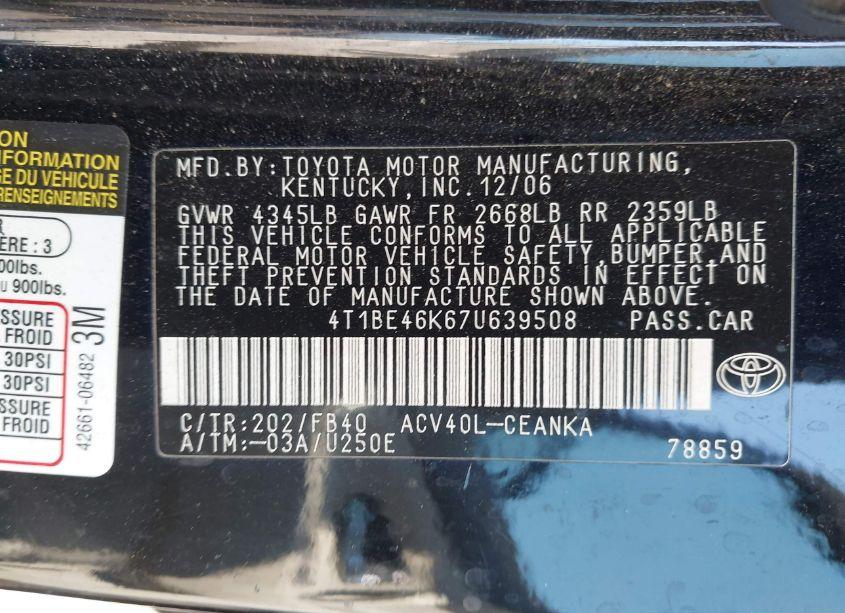 ON
NFORMATION
GE DU VÉHICULE
RENSEIGNEMENTS
R
ÈRE : 3
00lbs.
u 900lbs.
SSURE
FROID
30PSI
30PSI
SSURE
FROID
42661-06482 3M
MFD.BY:TOYOTA MOTOR MANUFACTURING,
KENTUCKY,INC.12/06
GVWR 4345LB GAWR FR 2668LB RR 2359LB
THIS VEHICLE CONFORMS TO ALL APPLICABLE
FEDERAL MOTOR VEHICLE SAFETY,BUMPER,AND
THEFT PREVENTION STANDARDS IN EFFECT ON
THE DATE OF MANUFACTURE SHOWN ABOVE.
4T1BE46K67U639508 PASS.CAR
C/TR:202/FB40 ACV40L-CEANKA
A/TM:-03A/U250E 78859